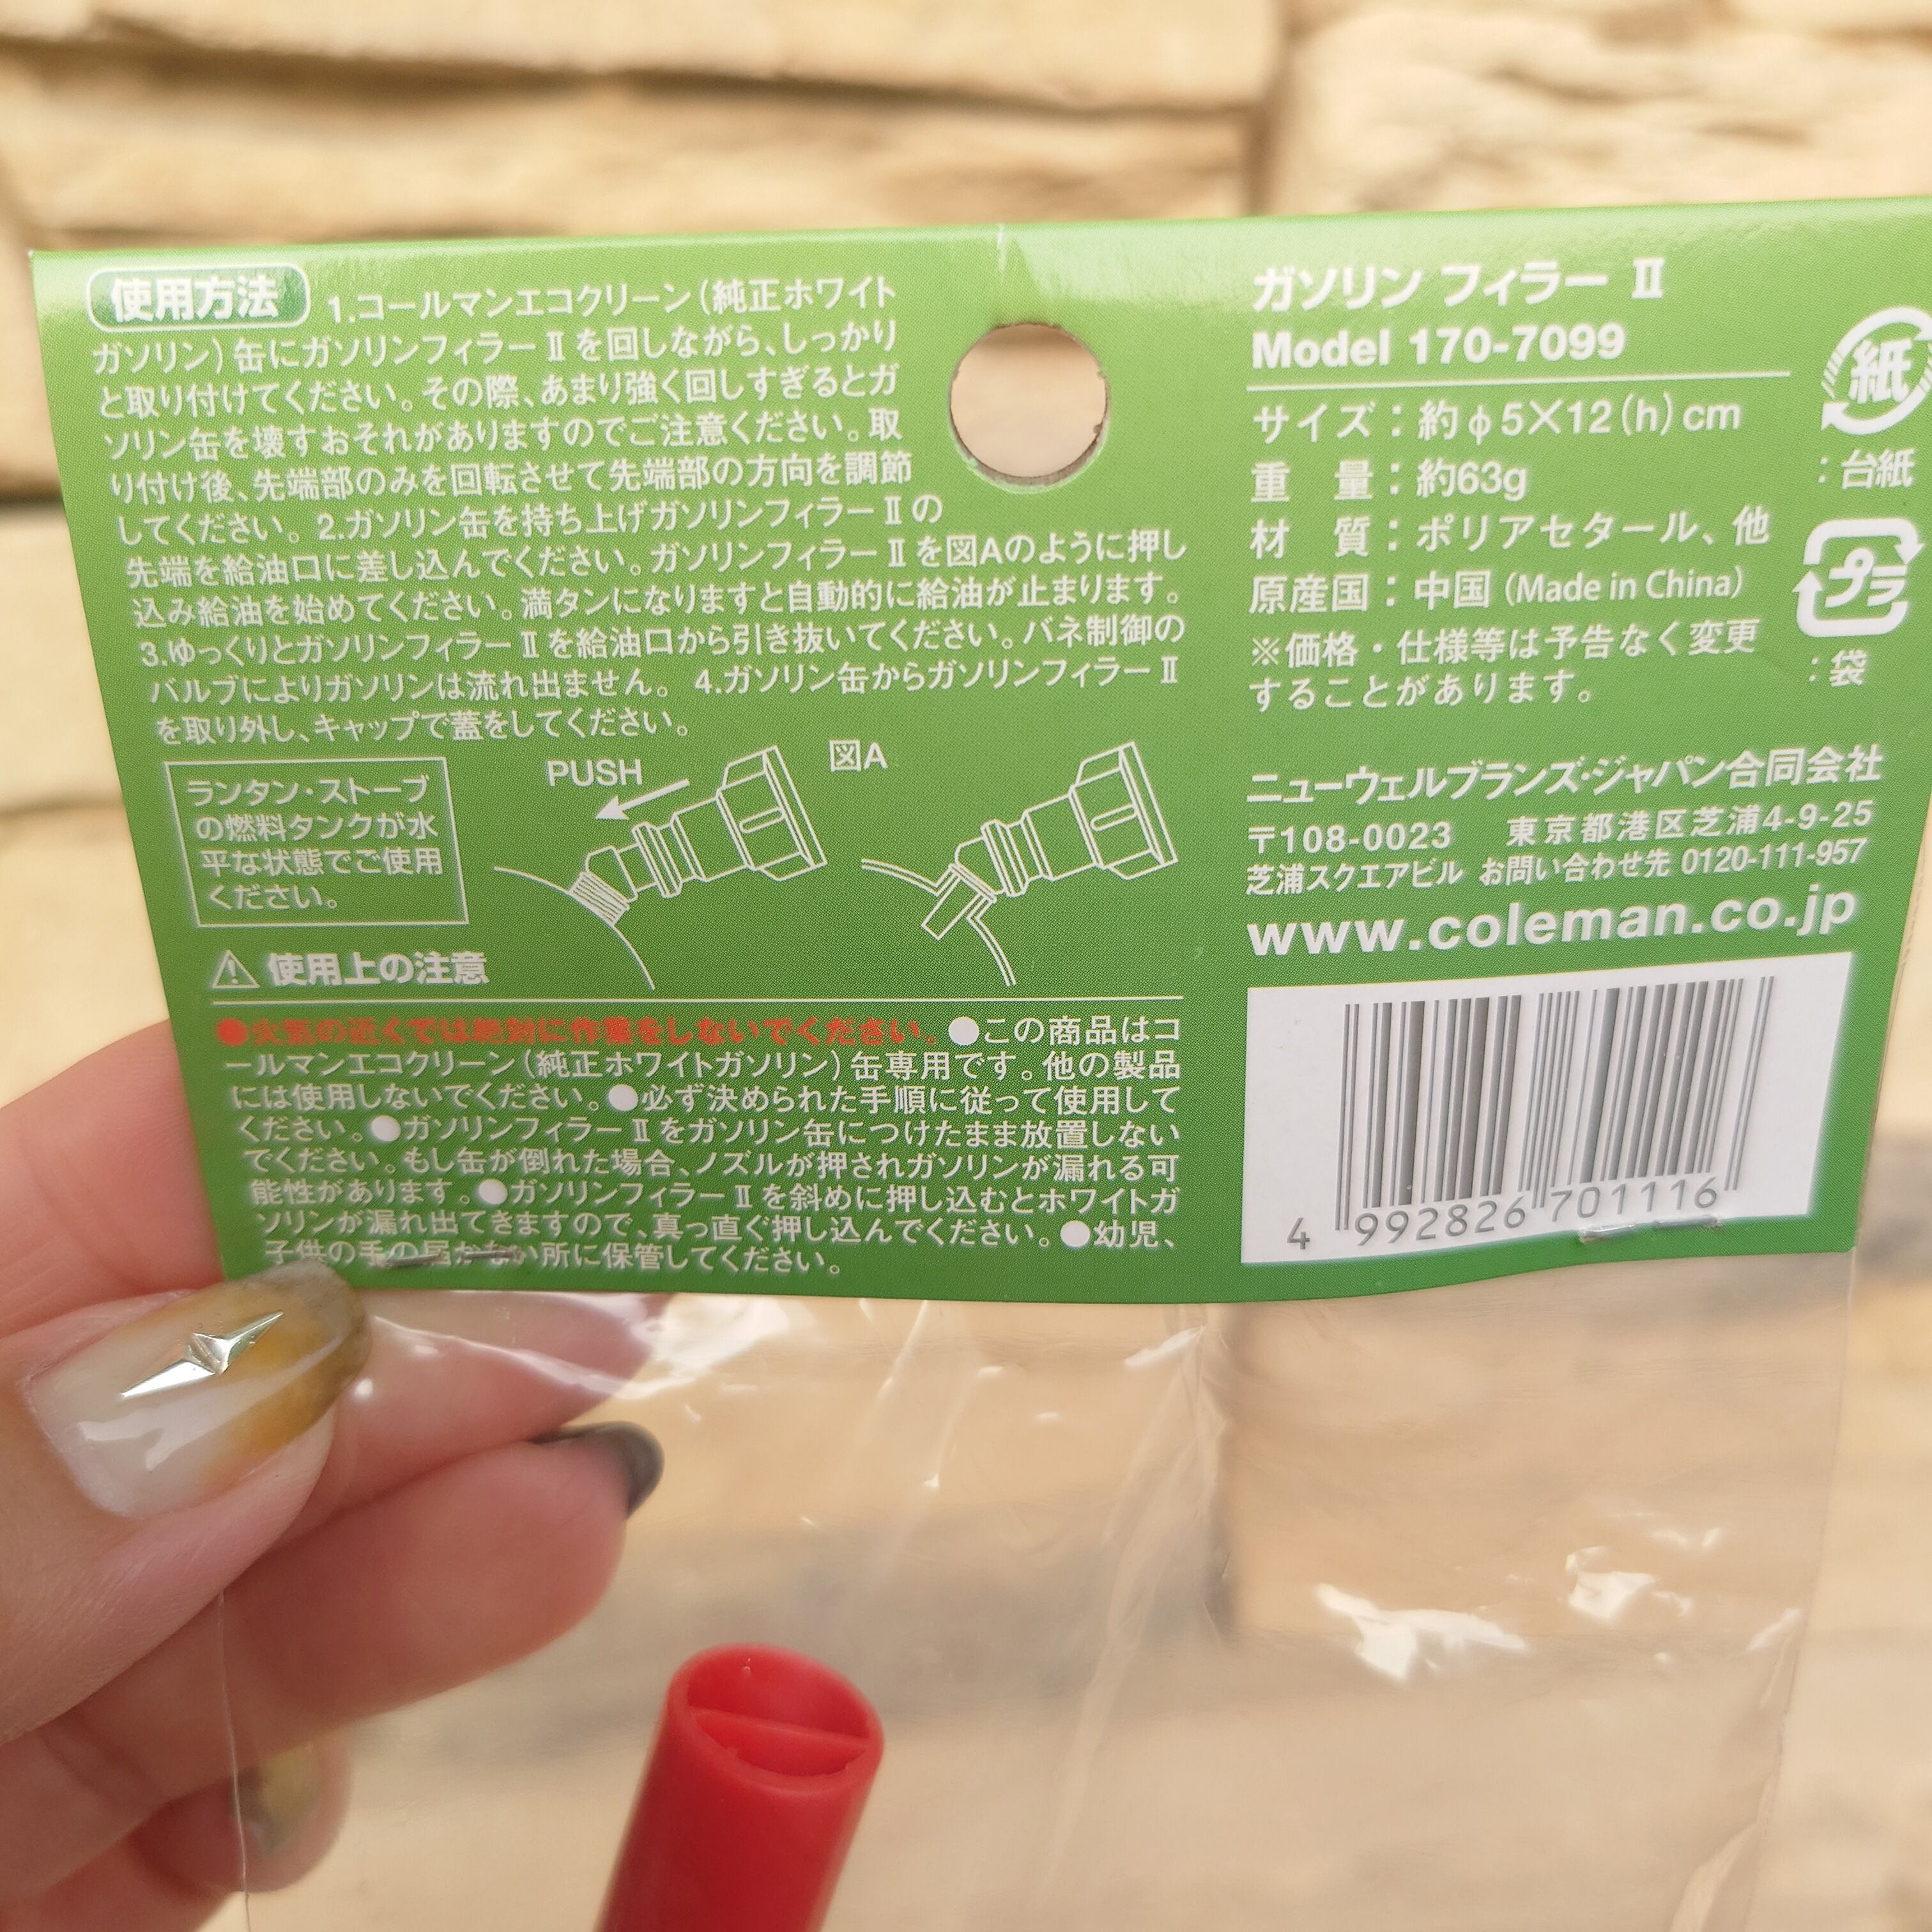 使用方法 1.コールマンエコクリーン(純正ホワイト
ガソリン)缶にガソリンフィラーⅡを回しながら、しっかり
と取り付けてください。その際、あまり強く回しすぎるとガ
ソリン缶を壊すおそれがありますのでご注意ください。取
り付け後、先端部のみを回転させて先端部の方向を調節
してください。2.ガソリン缶を持ち上げガソリンフィラーⅡの
先端を給油口に差し込んでください。ガソリンフィラーⅡを図Aのように押し
込み給油を始めてください。満タンになりますと自動的に給油が止まります。
3.ゆっくりとガソリンフィラーⅡを給油口から引き抜いてください。バネ制御の
バルブによりガソリンは流れ出ません。 4.ガソリン缶からガソリンフィラーⅡ
を取り外し、キャップで蓋をしてください。
ランタン・ストーブ
の燃料タンクが水
平な状態でご使用
ください。
PUSH
図A
使用上の注意
●火気の近くでは絶対に作業をしないでください。●この商品はコ
ールマンエコクリーン(純正ホワイトガソリン)缶専用です。他の製品
には使用しないでください。●必ず決められた手順に従って使用して
ください。●ガソリンフィラーⅡをガソリン缶につけたまま放置しない
でください。もし缶が倒れた場合、ノズルが押されガソリンが漏れる可
能性があります。●ガソリンフィラーⅡを斜めに押し込むとホワイトガ
ソリンが漏れ出てきますので、真っ直ぐ押し込んでください。●幼児、
子供の手の届かない所に保管してください。
ガソリン フィラー Ⅱ
Model 170-7099
サイズ：約φ5×12(h)cm
重 量：約63g
材 質：ポリアセタール、他
原産国：中国(Made in China)
※価格・仕様等は予告なく変更
することがあります。
紙
：台紙
プラ
：袋
ニューウェルブランズ・ジャパン合同会社
〒108-0023 東京都港区芝浦4-9-25
芝浦スクエアビル お問い合わせ先 0120-111-957
www.coleman.co.jp
4 992826 701116